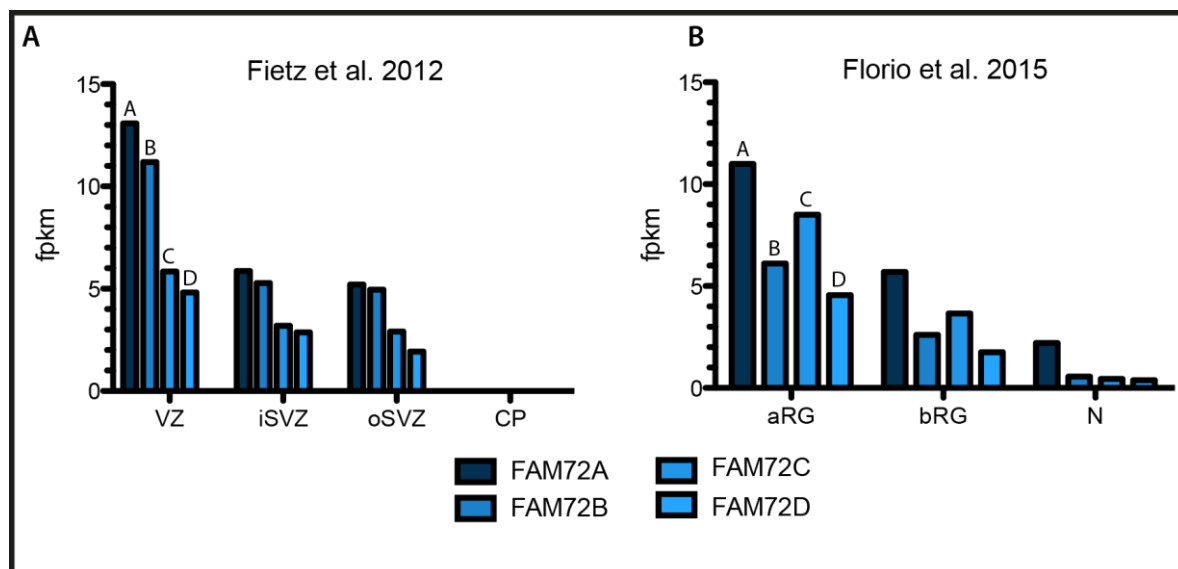 A
Fietz et al. 2012
fpkm
15
10
5
0
A
B
C
D
VZ
iSVZ
oSVZ
CP
B
Florio et al. 2015
fpkm
15
10
5
0
A
B
C
D
aRG
bRG
N
FAM72A
FAM72B
FAM72C
FAM72D